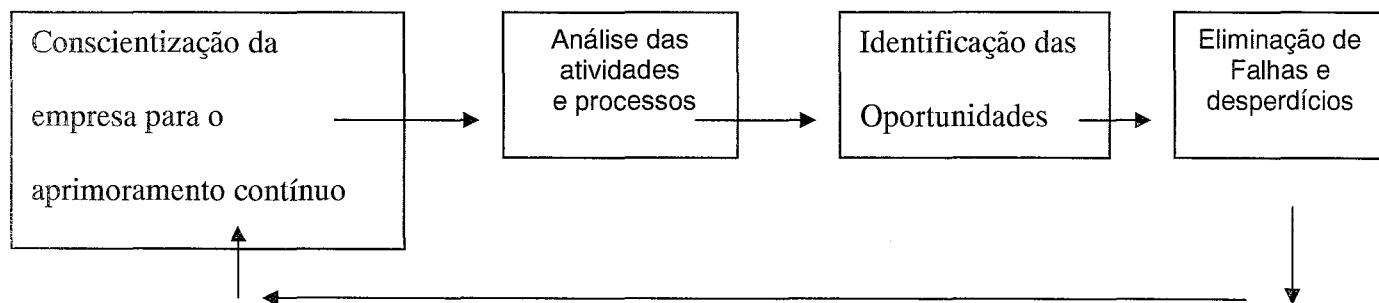 Conscientização da
empresa para o
aprimoramento contínuo
Análise das
atividades
e processos
Identificação das
Oportunidades
Eliminação de
Falhas e
desperdícios